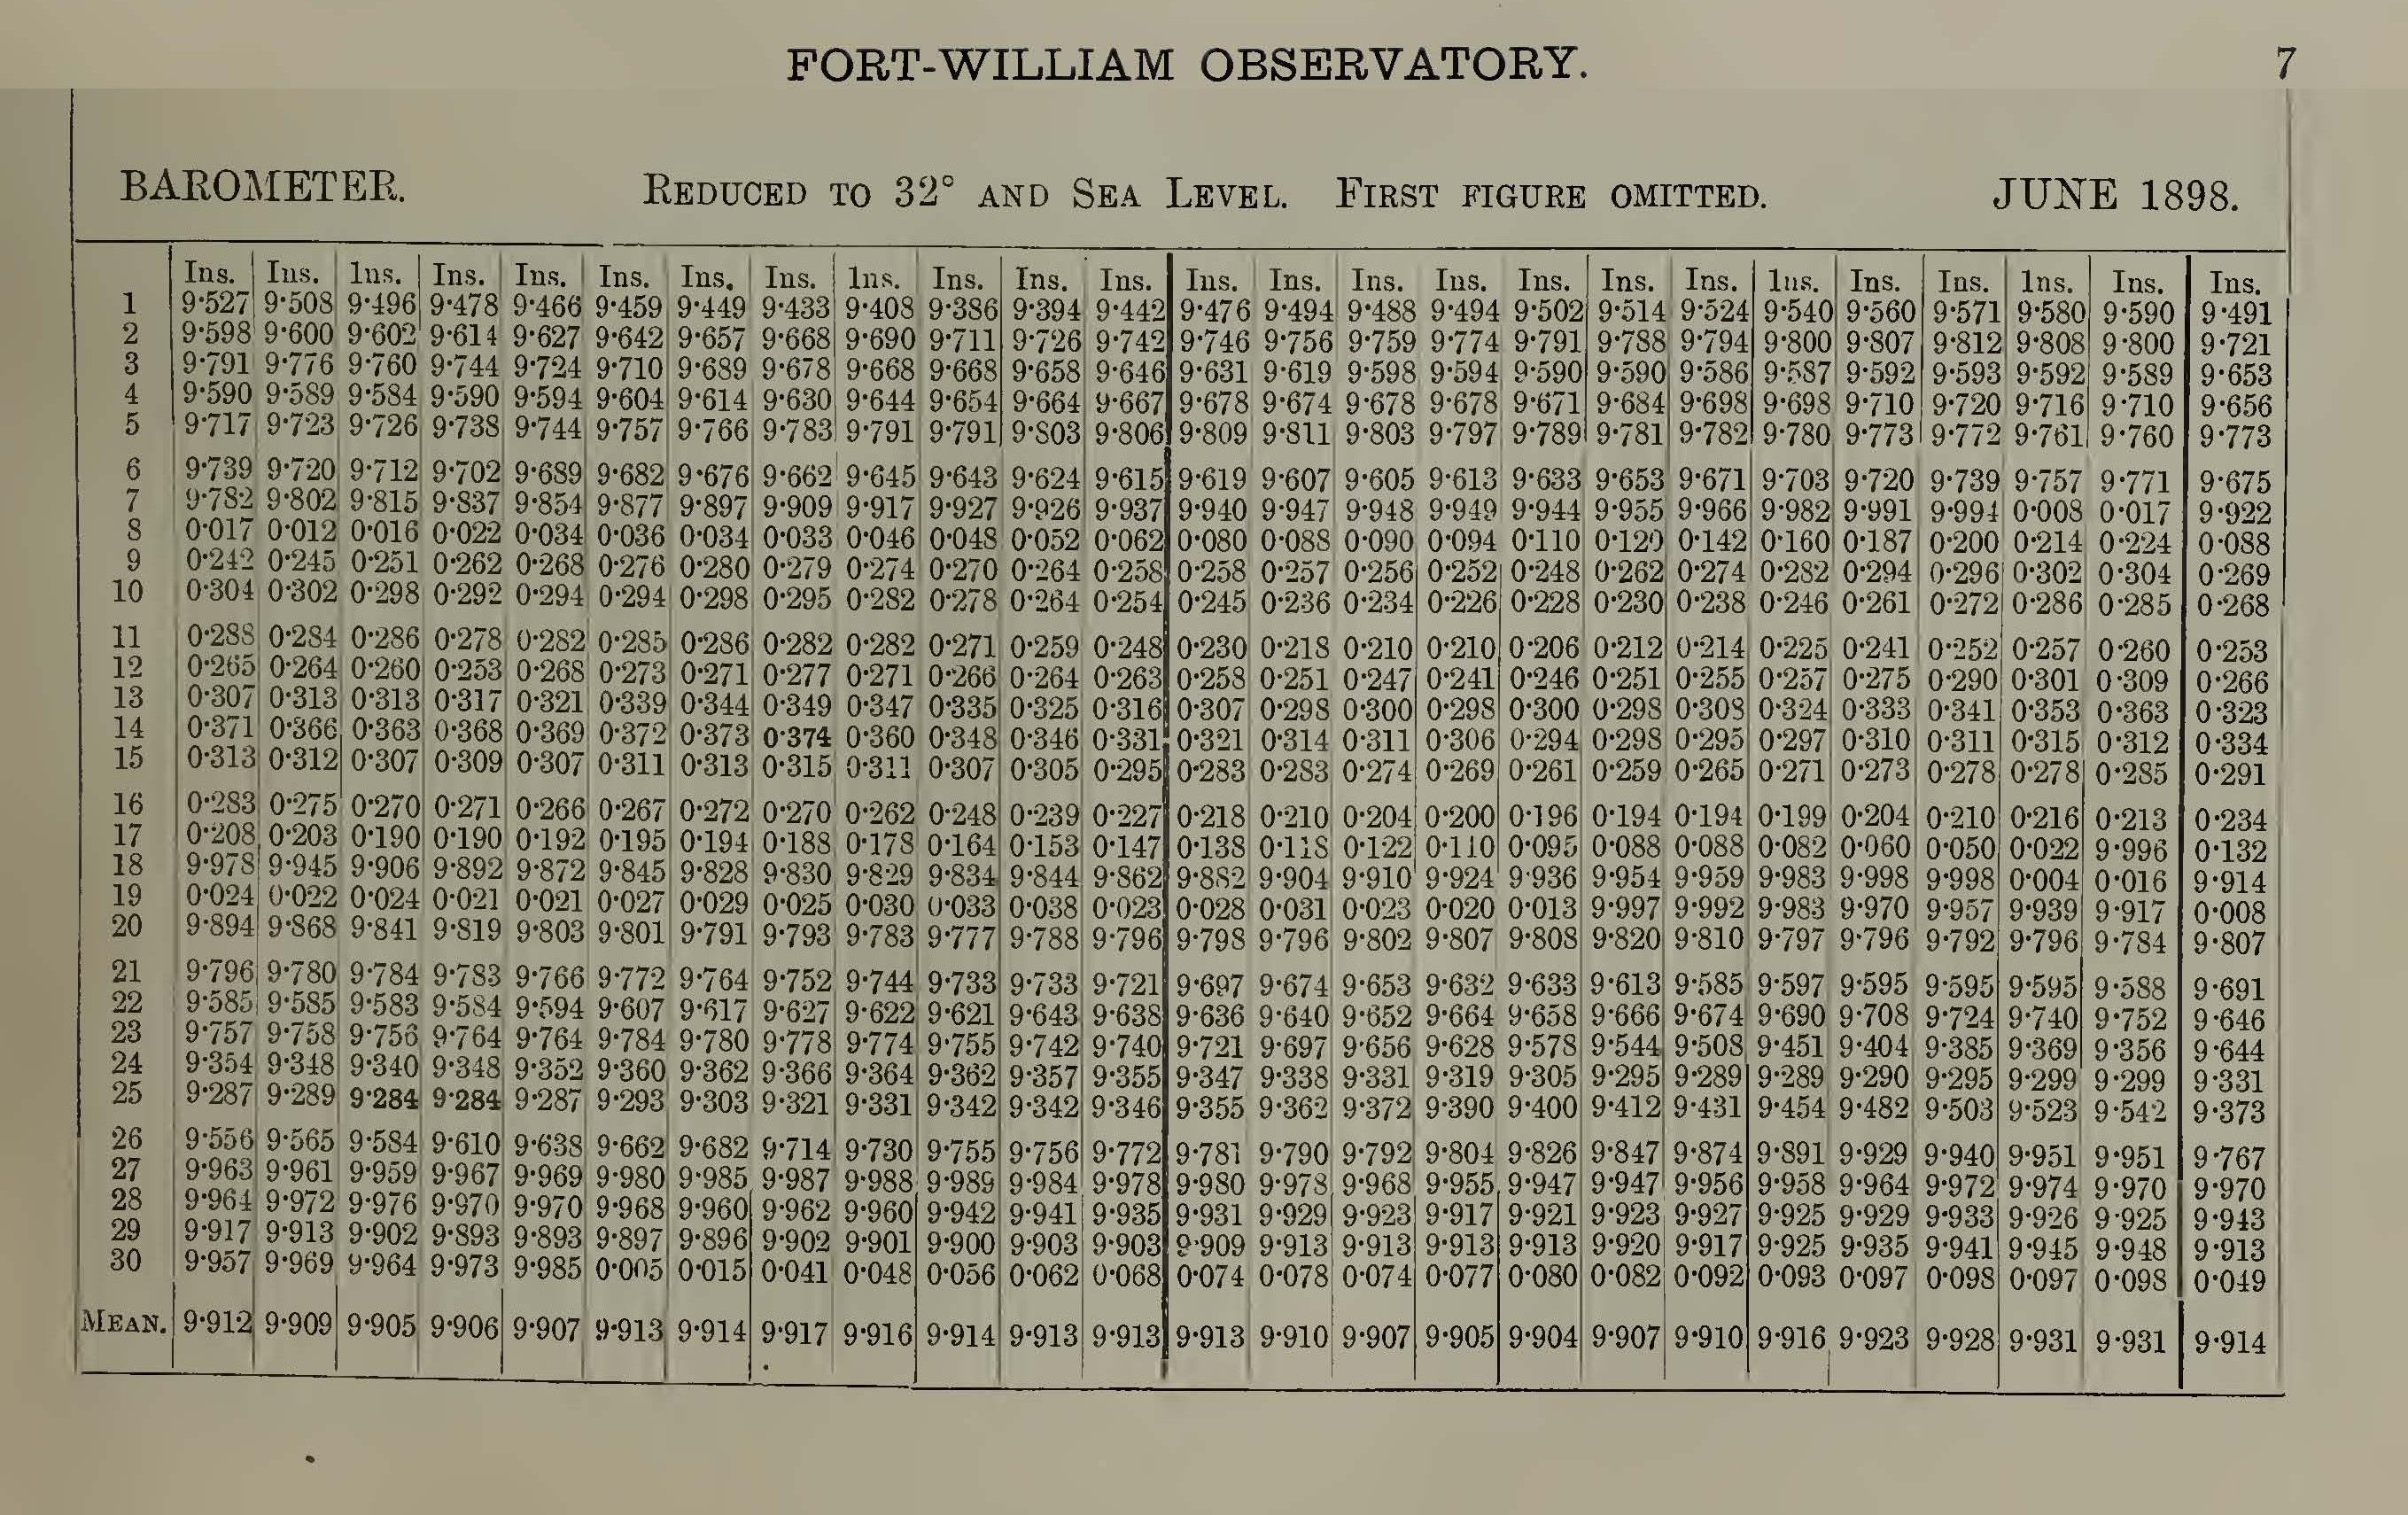 FORT-WILLIAM OBSERVATORY. 7
BAROMETER. REDUCED TO 32° AND SEA LEVEL. FIRST FIGURE OMITTED. JUNE 1898.
Ins. Ins. Ins. Ins. Ins. Ins. Ins. Ins. Ins. Ins. Ins. Ins. Ins. Ins. Ins. Ins. Ins. Ins. Ins. Ins. Ins. Ins. Ins. Ins. Ins.
1 9·527 9·508 9·496 9·478 9·466 9·459 9·449 9·433 9·408 9·386 9·394 9·442 9·476 9·494 9·488 9·494 9·502 9·514 9·524 9·540 9·560 9·571 9·580 9·590 9·491
2 9·598 9·600 9·602 9·614 9·627 9·642 9·657 9·668 9·690 9·711 9·726 9·742 9·746 9·756 9·759 9·774 9·791 9·788 9·794 9·800 9·807 9·812 9·808 9·800 9·721
3 9·791 9·776 9·760 9·744 9·724 9·710 9·689 9·678 9·668 9·668 9·658 9·646 9·631 9·619 9·598 9·594 9·590 9·590 9·586 9·587 9·592 9·593 9·592 9·589 9·653
4 9·590 9·589 9·584 9·590 9·594 9·604 9·614 9·630 9·644 9·654 9·664 9·667 9·678 9·674 9·678 9·678 9·671 9·684 9·698 9·698 9·710 9·720 9·716 9·710 9·656
5 9·717 9·723 9·726 9·738 9·744 9·757 9·766 9·783 9·791 9·791 9·803 9·806 9·809 9·811 9·803 9·797 9·789 9·781 9·782 9·780 9·773 9·772 9·761 9·760 9·773
6 9·739 9·720 9·712 9·702 9·689 9·682 9·676 9·662 9·645 9·643 9·624 9·615 9·619 9·607 9·605 9·613 9·633 9·653 9·671 9·703 9·720 9·739 9·757 9·771 9·675
7 9·782 9·802 9·815 9·837 9·854 9·877 9·897 9·909 9·917 9·927 9·926 9·937 9·940 9·947 9·948 9·949 9·944 9·955 9·966 9·982 9·991 9·994 0·008 0·017 9·922
8 0·017 0·012 0·016 0·022 0·034 0·036 0·034 0·033 0·046 0·048 0·052 0·062 0·080 0·088 0·090 0·094 0·110 0·120 0·142 0·160 0·187 0·200 0·214 0·224 0·088
9 0·242 0·245 0·251 0·262 0·268 0·276 0·280 0·279 0·274 0·270 0·264 0·258 0·258 0·257 0·256 0·252 0·248 0·262 0·274 0·282 0·294 0·296 0·302 0·304 0·269
10 0·304 0·302 0·298 0·292 0·294 0·294 0·298 0·295 0·282 0·278 0·264 0·254 0·245 0·236 0·234 0·226 0·228 0·230 0·238 0·246 0·261 0·272 0·286 0·285 0·268
11 0·288 0·284 0·286 0·278 0·282 0·285 0·286 0·282 0·282 0·271 0·259 0·248 0·230 0·218 0·210 0·210 0·206 0·212 0·214 0·225 0·241 0·252 0·257 0·260 0·253
12 0·265 0·264 0·260 0·253 0·268 0·273 0·271 0·277 0·271 0·266 0·264 0·263 0·258 0·251 0·247 0·241 0·246 0·251 0·255 0·257 0·275 0·290 0·301 0·309 0·266
13 0·307 0·313 0·313 0·317 0·321 0·339 0·344 0·349 0·347 0·335 0·325 0·316 0·307 0·298 0·300 0·298 0·300 0·298 0·308 0·324 0·333 0·341 0·353 0·363 0·323
14 0·371 0·366 0·363 0·368 0·369 0·372 0·373 0·374 0·360 0·348 0·346 0·331 0·321 0·314 0·311 0·306 0·294 0·298 0·295 0·297 0·310 0·311 0·315 0·312 0·334
15 0·313 0·312 0·307 0·309 0·307 0·311 0·313 0·315 0·311 0·307 0·305 0·295 0·283 0·283 0·274 0·269 0·261 0·259 0·265 0·271 0·273 0·278 0·278 0·285 0·291
16 0·283 0·275 0·270 0·271 0·266 0·267 0·272 0·270 0·262 0·248 0·239 0·227 0·218 0·210 0·204 0·200 0·196 0·194 0·194 0·199 0·204 0·210 0·216 0·213 0·234
17 0·208 0·203 0·190 0·190 0·192 0·195 0·194 0·188 0·178 0·164 0·153 0·147 0·138 0·118 0·122 0·110 0·095 0·088 0·088 0·082 0·060 0·050 0·022 9·996 0·132
18 9·978 9·945 9·906 9·892 9·872 9·845 9·828 9·830 9·829 9·834 9·844 9·862 9·882 9·904 9·910 9·924 9·936 9·954 9·959 9·983 9·998 9·998 0·004 0·016 9·914
19 0·024 0·022 0·024 0·021 0·021 0·027 0·029 0·025 0·030 0·033 0·038 0·023 0·028 0·031 0·023 0·020 0·013 9·997 9·992 9·983 9·970 9·957 9·939 9·917 0·008
20 9·894 9·868 9·841 9·819 9·803 9·801 9·791 9·793 9·783 9·777 9·788 9·796 9·798 9·796 9·802 9·807 9·808 9·820 9·810 9·797 9·796 9·792 9·796 9·784 9·807
21 9·796 9·780 9·784 9·783 9·766 9·772 9·764 9·752 9·744 9·733 9·733 9·721 9·697 9·674 9·653 9·632 9·633 9·613 9·585 9·597 9·595 9·595 9·595 9·588 9·691
22 9·585 9·585 9·583 9·584 9·594 9·607 9·617 9·627 9·622 9·621 9·643 9·638 9·636 9·640 9·652 9·664 9·658 9·666 9·674 9·690 9·708 9·724 9·740 9·752 9·646
23 9·757 9·758 9·756 9·764 9·764 9·784 9·780 9·778 9·774 9·755 9·742 9·740 9·721 9·697 9·656 9·628 9·578 9·544 9·508 9·451 9·404 9·385 9·369 9·356 9·644
24 9·354 9·348 9·340 9·348 9·352 9·360 9·362 9·366 9·364 9·362 9·357 9·355 9·347 9·338 9·331 9·319 9·305 9·295 9·289 9·289 9·290 9·295 9·299 9·299 9·331
25 9·287 9·289 9·284 9·284 9·287 9·293 9·303 9·321 9·331 9·342 9·342 9·346 9·355 9·362 9·372 9·390 9·400 9·412 9·431 9·454 9·482 9·503 9·523 9·542 9·373
26 9·556 9·565 9·584 9·610 9·638 9·662 9·682 9·714 9·730 9·755 9·756 9·772 9·781 9·790 9·792 9·804 9·826 9·847 9·874 9·891 9·929 9·940 9·951 9·951 9·767
27 9·963 9·961 9·959 9·967 9·969 9·980 9·985 9·987 9·988 9·989 9·984 9·978 9·980 9·978 9·968 9·955 9·947 9·947 9·956 9·958 9·964 9·972 9·974 9·970 9·970
28 9·964 9·972 9·976 9·970 9·970 9·968 9·960 9·962 9·960 9·942 9·941 9·935 9·931 9·929 9·923 9·917 9·921 9·923 9·927 9·925 9·929 9·933 9·926 9·925 9·943
29 9·917 9·913 9·902 9·893 9·893 9·897 9·896 9·902 9·901 9·900 9·903 9·903 9·909 9·913 9·913 9·913 9·913 9·920 9·917 9·925 9·935 9·941 9·945 9·948 9·913
30 9·957 9·969 9·964 9·973 9·985 0·005 0·015 0·041 0·048 0·056 0·062 0·068 0·074 0·078 0·074 0·077 0·080 0·082 0·092 0·093 0·097 0·098 0·097 0·098 0·049
MEAN. 9·912 9·909 9·905 9·906 9·907 9·913 9·914 9·917 9·916 9·914 9·913 9·913 9·913 9·910 9·907 9·905 9·904 9·907 9·910 9·916 9·923 9·928 9·931 9·931 9·914